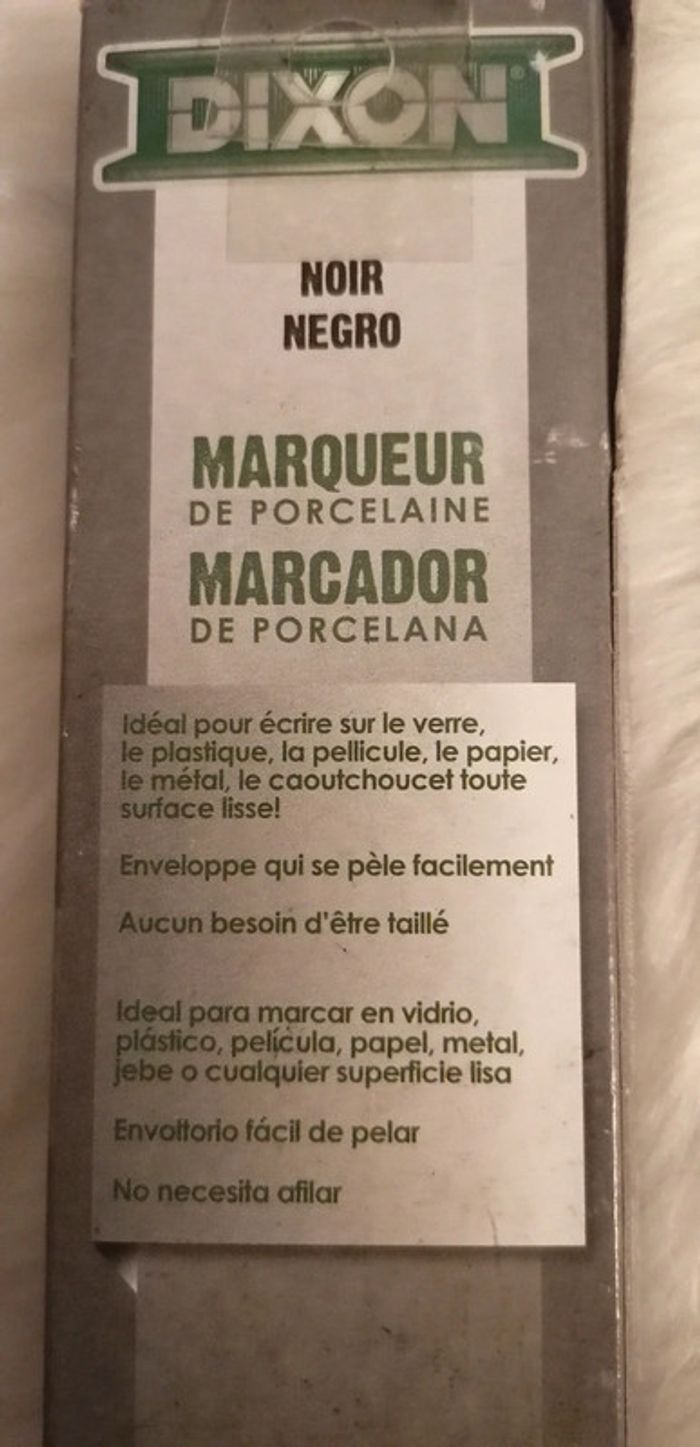 DIXON®
NOIR
NEGRO
MARQUEUR
DE PORCELAINE
MARCADOR
DE PORCELANA
Idéal pour écrire sur le verre,
le plastique, la pellicule, le papier,
le métal, le caoutchoucet toute
surface lisse!
Enveloppe qui se pèle facilement
Aucun besoin d'être taillé
Ideal para marcar en vidrio,
plástico, película, papel, metal,
jebe o cualquier superficie lisa
Envoltorio fácil de pelar
No necesita afilar